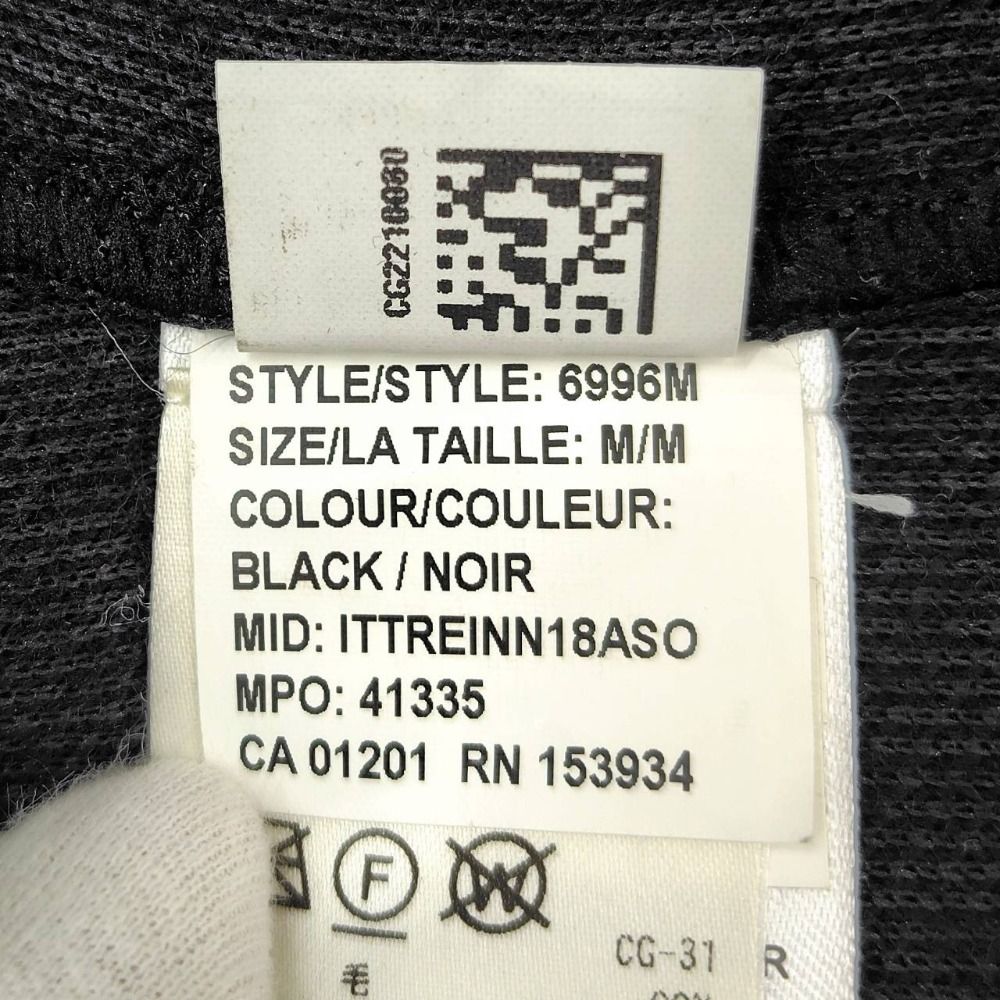 CG2210030
STYLE/STYLE: 6996M
SIZE/LA TAILLE: M/M
COLOUR/COULEUR:
BLACK / NOIR
MID: ITTREINN18ASO
MPO: 41335
CA 01201 RN 153934
F W
CG-31 R
毛